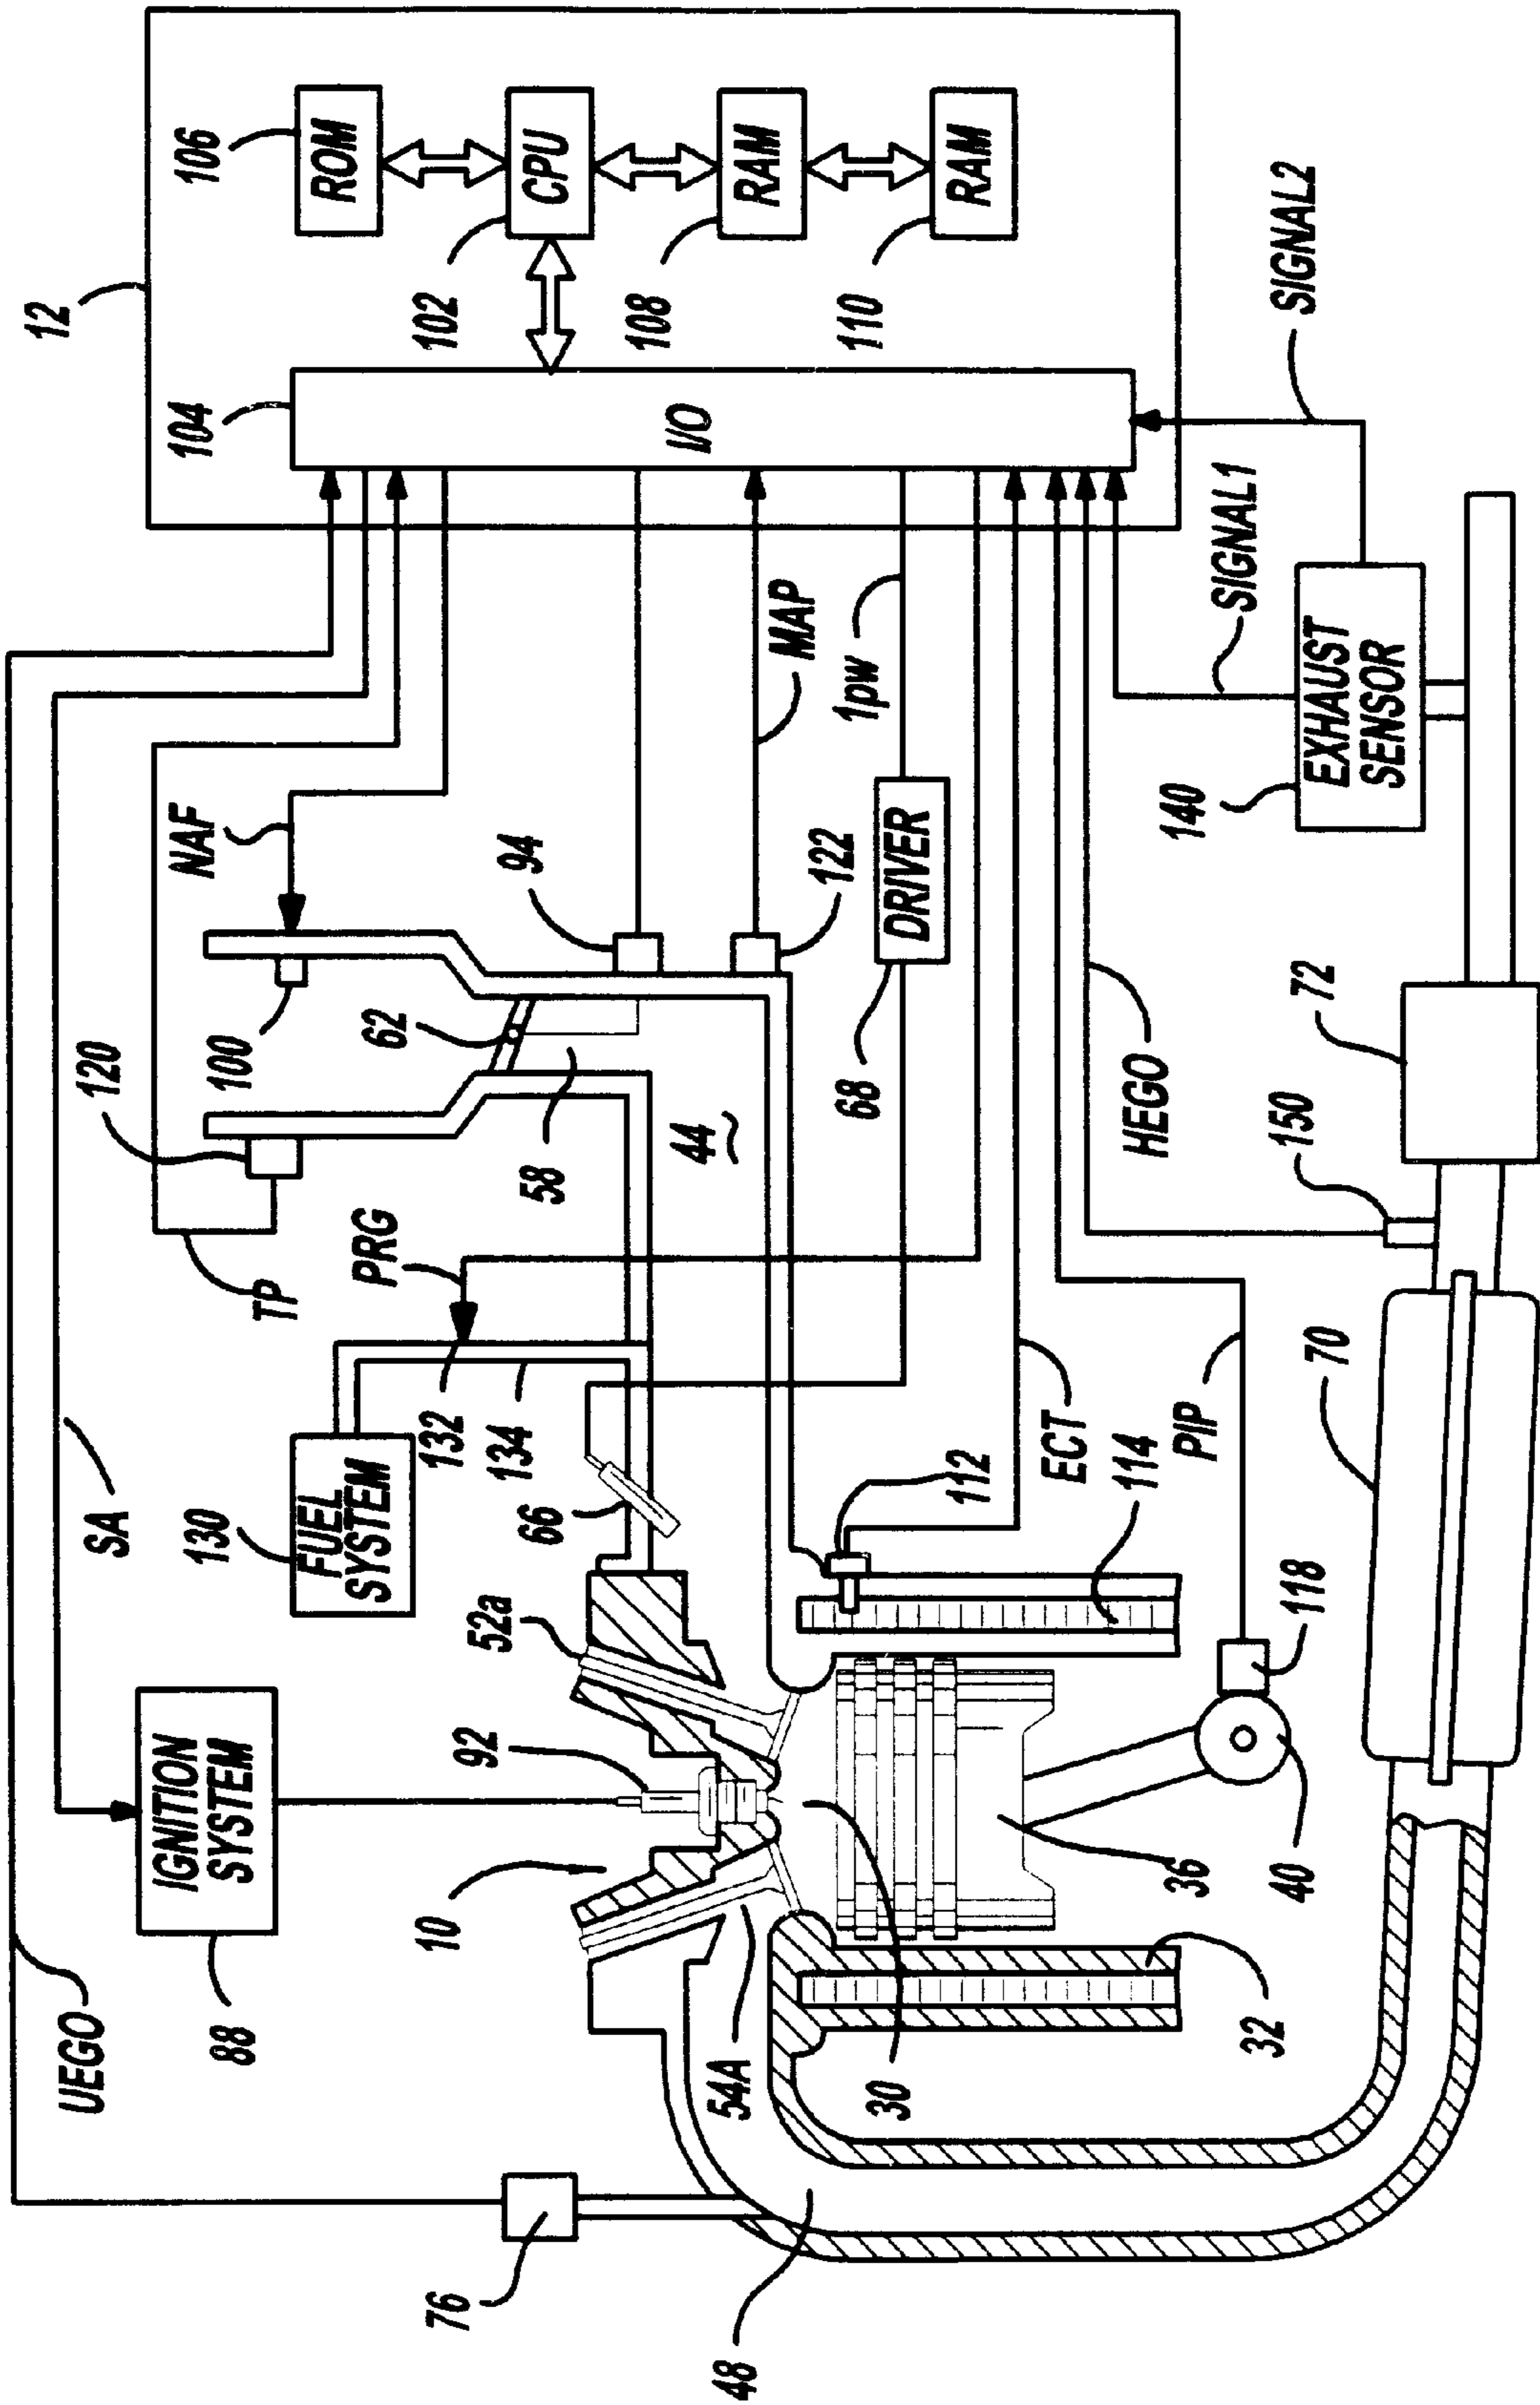 12
104
106
ROM
102
CPU
108
RAM
110
RAM
I/O
NAF
94
MAP
122
1pw
DRIVER
68
SIGNAL1
SIGNAL2
140
EXHAUST
SENSOR
120
100
62
58
44
TP
PRG
132
134
HEGO
150
72
SA
130
FUEL
SYSTEM
66
112
ECT
114
PIP
70
UEGO
IGNITION
SYSTEM
88
10
92
52a
54A
30
36
40
118
32
76
48